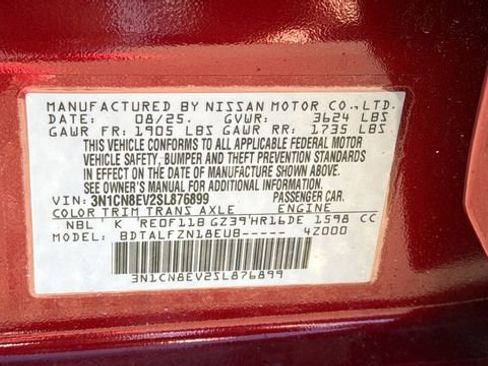 MANUFACTURED BY NISSAN MOTOR CO.,LTD.
DATE: 08/25. GVWR: 3624 LBS
GAWR FR: 1905 LBS GAWR RR: 1735 LBS
THIS VEHICLE CONFORMS TO ALL APPLICABLE FEDERAL MOTOR
VEHICLE SAFETY, BUMPER AND THEFT PREVENTION STANDARDS
IN EFFECT ON THE DATE OF MANUFACTURE SHOWN ABOVE.
SEE OWNER'S MANUAL FOR ADDITIONAL INFORMATION.
VIN: 3N1CN8EV2SL876899 PASSENGER CAR.
COLOR TRIM TRANS AXLE ENGINE
NBL' K 'RE0F11B GZ39'HR16DE 1598 CC
MODEL: BDTALFZN18EUB----- 4Z000
3N1CN8EV2SL876899